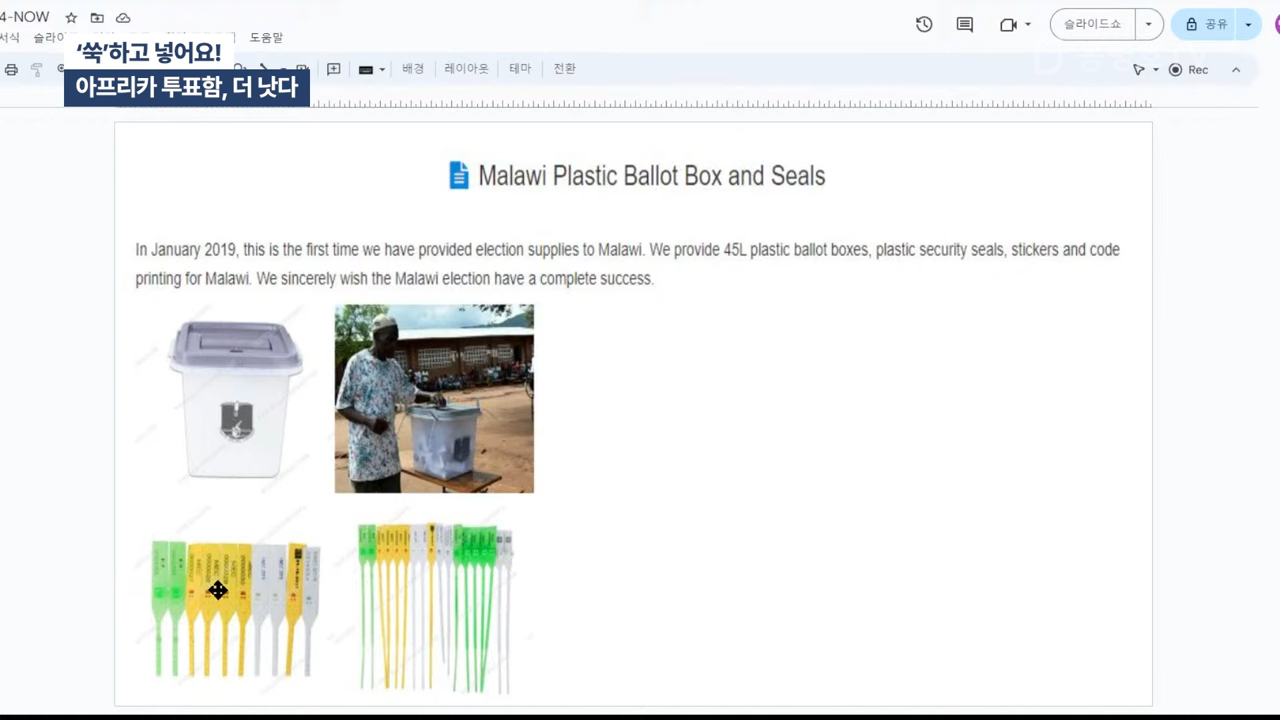 4-NOW
서식
도움말
‘쑥’하고 넣어요!
아프리카 투표함, 더 낫다
배경
레이아웃
테마
전환
슬라이드쇼
공유
Rec
Malawi Plastic Ballot Box and Seals
In January 2019, this is the first time we have provided election supplies to Malawi. We provide 45L plastic ballot boxes, plastic security seals, stickers and code
printing for Malawi. We sincerely wish the Malawi election have a complete success.